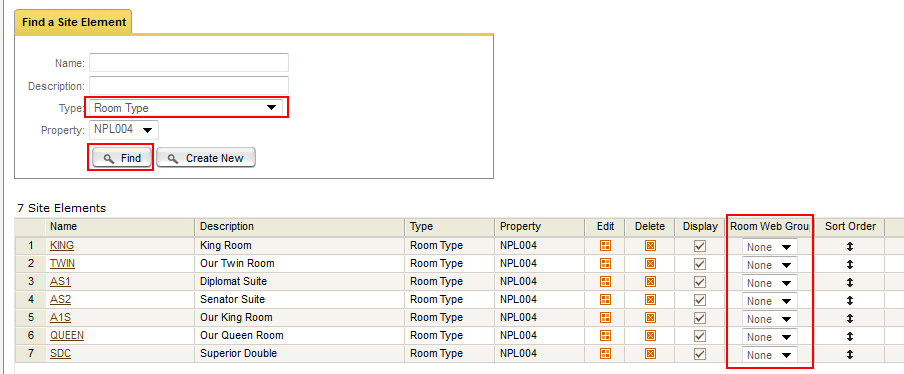 Find a Site Element
Name:
Description:
Type: Room Type
Property: NPL004
Find Create New
7 Site Elements
Name Description Type Property Edit Delete Display Room Web Grou Sort Order
1 KING King Room Room Type NPL004 None
2 TWIN Our Twin Room Room Type NPL004 None
3 AS1 Diplomat Suite Room Type NPL004 None
4 AS2 Senator Suite Room Type NPL004 None
5 A1S Our King Room Room Type NPL004 None
6 QUEEN Our Queen Room Room Type NPL004 None
7 SDC Superior Double Room Type NPL004 None